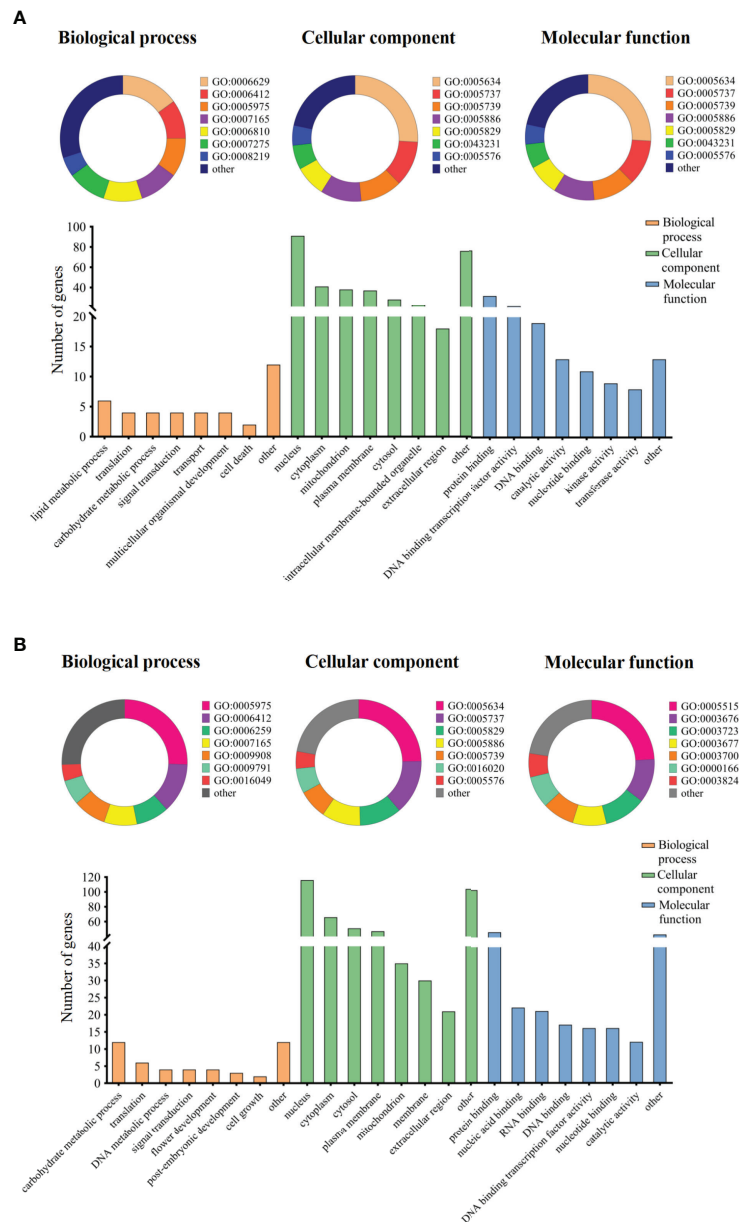 A
Biological process
Cellular component
Molecular function
GO:0006629
GO:0006412
GO:0005975
GO:0007165
GO:0006810
GO:0007275
GO:0008219
other
GO:0005634
GO:0005737
GO:0005739
GO:0005886
GO:0005829
GO:0043231
GO:0005576
other
GO:0005634
GO:0005737
GO:0005739
GO:0005886
GO:0005829
GO:0043231
GO:0005576
other
Biological
process
Cellular
component
Molecular
function
Number of genes
100
80
60
40
20
15
10
5
0
lipid metabolic process
translation
carbohydrate metabolic process
signal transduction
transport
multicellular organismal development
cell death
other
nucleus
cytoplasm
mitochondrion
plasma membrane
cytosol
intracellular membrane-bounded organelle
extracellular region
other
protein binding
DNA binding transcription factor activity
DNA binding
catalytic activity
nucleotide binding
kinase activity
transferase activity
other
B
Biological process
Cellular component
Molecular function
GO:0005975
GO:0006412
GO:0006259
GO:0007165
GO:0009908
GO:0009791
GO:0016049
other
GO:0005634
GO:0005737
GO:0005829
GO:0005886
GO:0005739
GO:0016020
GO:0005576
other
GO:0005515
GO:0003676
GO:0003723
GO:0003677
GO:0003700
GO:0000166
GO:0003824
other
Biological
process
Cellular
component
Molecular
function
Number of genes
120
100
80
60
40
35
30
25
20
15
10
5
0
carbohydrate metabolic process
translation
DNA metabolic process
signal transduction
flower development
post-embryonic development
cell growth
other
nucleus
cytoplasm
cytosol
plasma membrane
mitochondrion
membrane
extracellular region
other
protein binding
nucleic acid binding
RNA binding
DNA binding
DNA binding transcription factor activity
nucleotide binding
catalytic activity
other